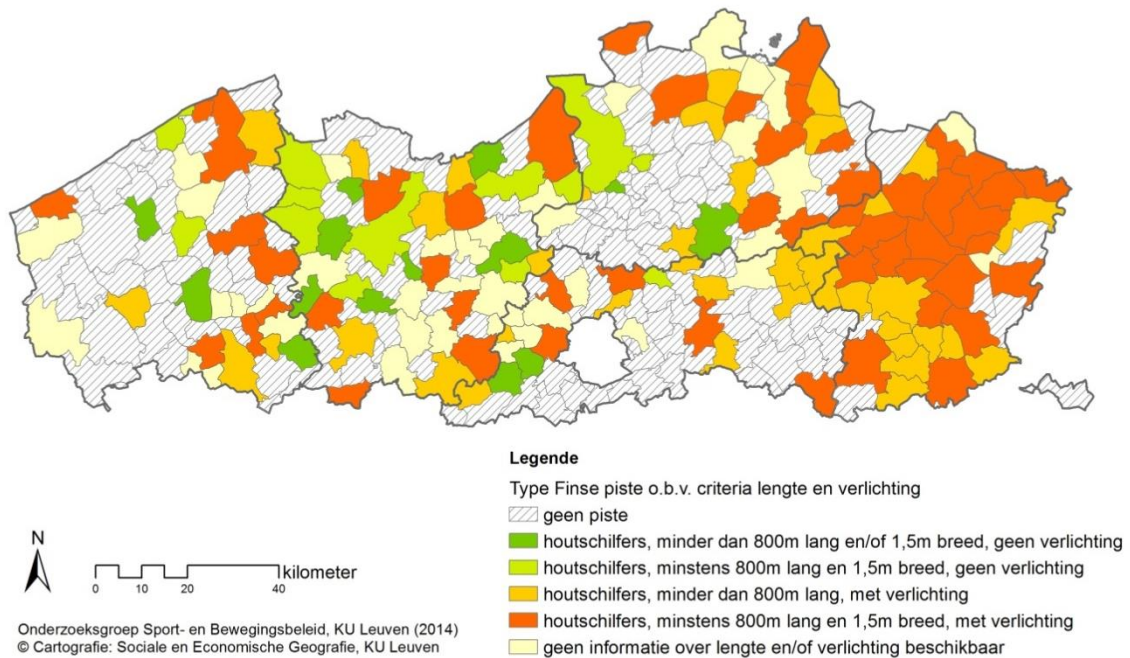 Legende
Type Finse piste o.b.v. criteria lengte en verlichting
geen piste
houtschilfers, minder dan 800m lang en/of 1,5m breed, geen verlichting
houtschilfers, minstens 800m lang en 1,5m breed, geen verlichting
houtschilfers, minder dan 800m lang, met verlichting
houtschilfers, minstens 800m lang en 1,5m breed, met verlichting
geen informatie over lengte en/of verlichting beschikbaar
N
kilometer
0 10 20 40
Onderzoeksgroep Sport- en Bewegingsbeleid, KU Leuven (2014)
© Cartografie: Sociale en Economische Geografie, KU Leuven